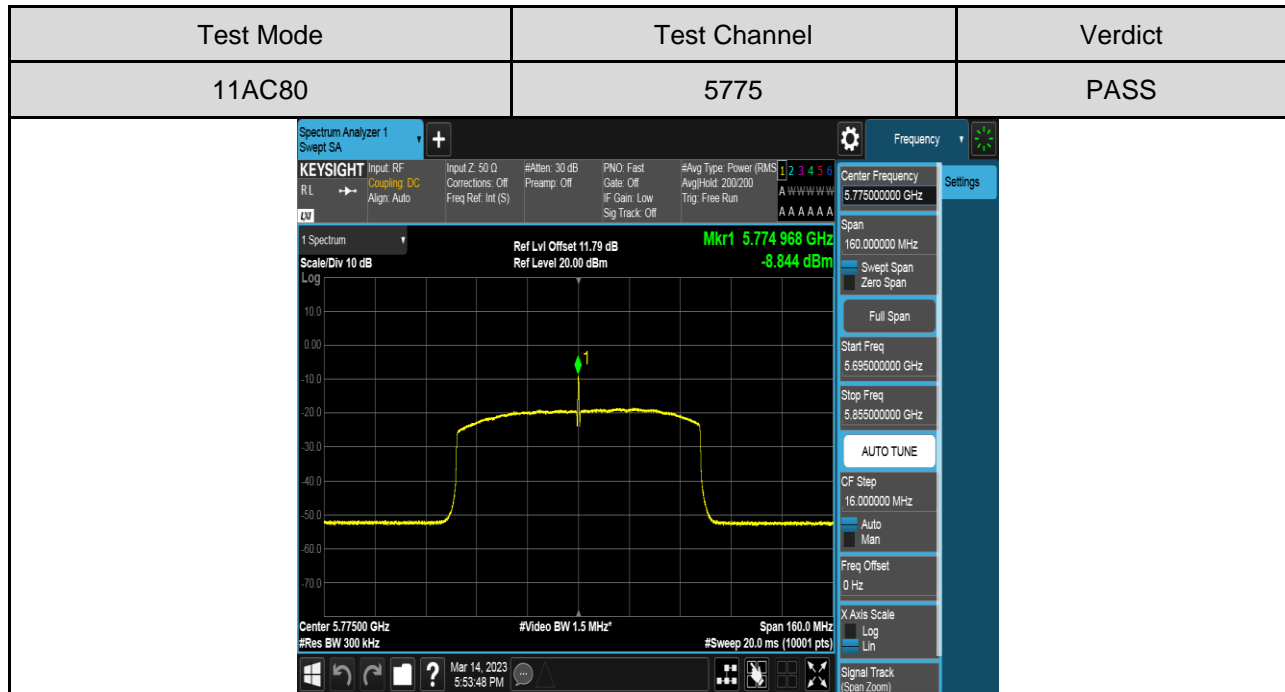 Test Mode Test Channel Verdict
11AC80 5775 PASS
Spectrum Analyzer 1
Swept SA
+
Frequency
KEYSIGHT Input: RF Input Z: 50 Ω #Atten: 30 dB PNO: Fast #Avg Type: Power (RMS 1 2 3 4 5 6
RL Coupling: DC Corrections: Off Preamp: Off Gate: Off Avg|Hold: 200/200 A W W W W W
Align: Auto Freq Ref: Int (S) IF Gain: Low Trig: Free Run
LXI Sig Track: Off A A A A A A
Center Frequency
5.775000000 GHz
Settings
1 Spectrum
Ref Lvl Offset 11.79 dB
Mkr1 5.774 968 GHz
Scale/Div 10 dB
Ref Level 20.00 dBm
-8.844 dBm
Span
160.000000 MHz
Swept Span
Zero Span
Full Span
Start Freq
5.695000000 GHz
Stop Freq
5.855000000 GHz
AUTO TUNE
CF Step
16.000000 MHz
Auto
Man
Freq Offset
0 Hz
X Axis Scale
Log
Lin
Signal Track
(Span Zoom)
Log
10.0
0.00
-10.0
-20.0
-30.0
-40.0
-50.0
-60.0
-70.0
1
Center 5.77500 GHz #Video BW 1.5 MHz* Span 160.0 MHz
#Res BW 300 kHz #Sweep 20.0 ms (10001 pts)
? Mar 14, 2023
5:53:48 PM